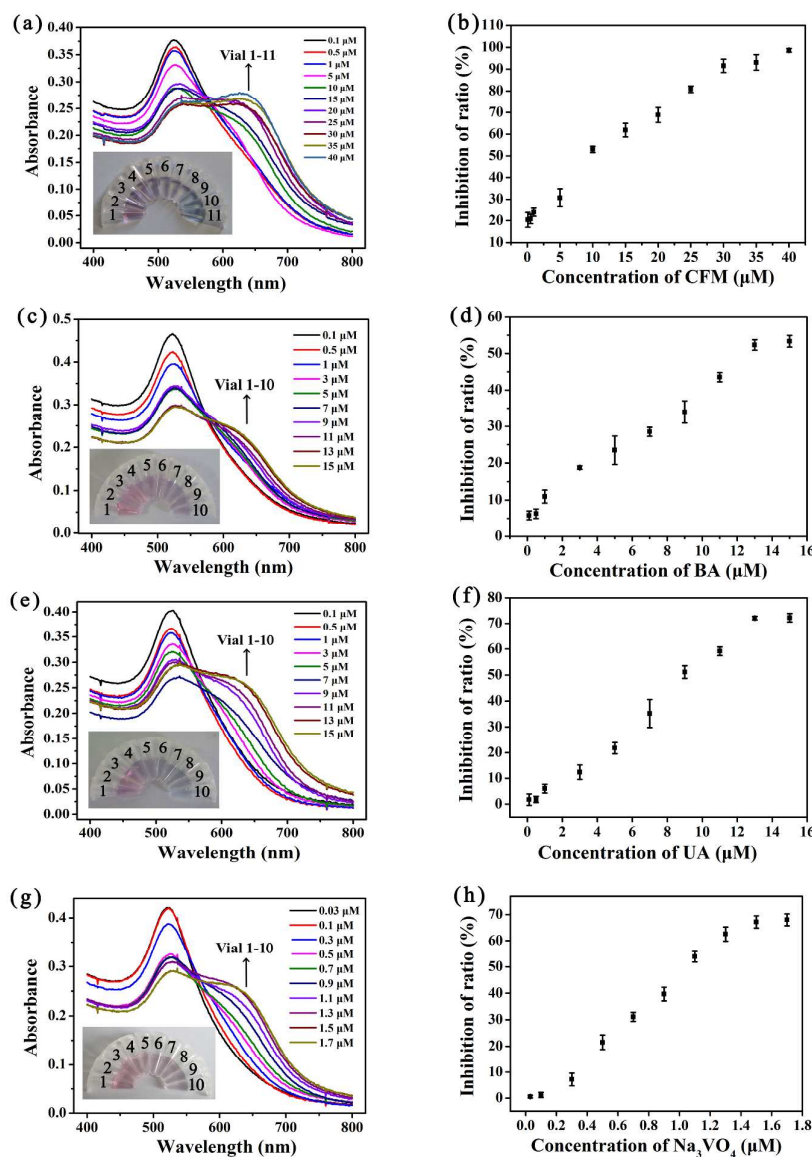 (a)
0.40
0.35
0.30
0.25
0.20
0.15
0.10
0.05
0.00
Absorbance
400 500 600 700 800
Wavelength (nm)
Vial 1-11
0.1 μM
0.5 μM
1 μM
5 μM
10 μM
15 μM
20 μM
25 μM
30 μM
35 μM
40 μM
1 2 3 4 5 6 7 8 9 10 11
(b)
110
100
90
80
70
60
50
40
30
20
10
Inhibition of ratio (%)
0 5 10 15 20 25 30 35 40
Concentration of CFM (μM)
(c)
0.5
0.4
0.3
0.2
0.1
0.0
Absorbance
400 500 600 700 800
Wavelength (nm)
Vial 1-10
0.1 μM
0.5 μM
1 μM
3 μM
5 μM
7 μM
9 μM
11 μM
13 μM
15 μM
1 2 3 4 5 6 7 8 9 10
(d)
60
50
40
30
20
10
0
Inhibition of ratio (%)
0 2 4 6 8 10 12 14 16
Concentration of BA (μM)
(e)
0.40
0.35
0.30
0.25
0.20
0.15
0.10
0.05
0.00
Absorbance
400 500 600 700 800
Wavelength (nm)
Vial 1-10
0.1 μM
0.5 μM
1 μM
3 μM
5 μM
7 μM
9 μM
11 μM
13 μM
15 μM
1 2 3 4 5 6 7 8 9 10
(f)
80
70
60
50
40
30
20
10
0
Inhibition of ratio (%)
0 2 4 6 8 10 12 14 16
Concentration of UA (μM)
(g)
0.4
0.3
0.2
0.1
0.0
Absorbance
400 500 600 700 800
Wavelength (nm)
Vial 1-10
0.03 μM
0.1 μM
0.3 μM
0.5 μM
0.7 μM
0.9 μM
1.1 μM
1.3 μM
1.5 μM
1.7 μM
1 2 3 4 5 6 7 8 9 10
(h)
80
70
60
50
40
30
20
10
0
Inhibition of ratio (%)
0.0 0.2 0.4 0.6 0.8 1.0 1.2 1.4 1.6 1.8
Concentration of Na₃VO₄ (μM)